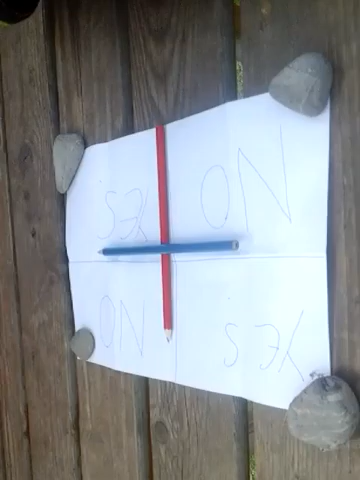 YES NO
NO YES